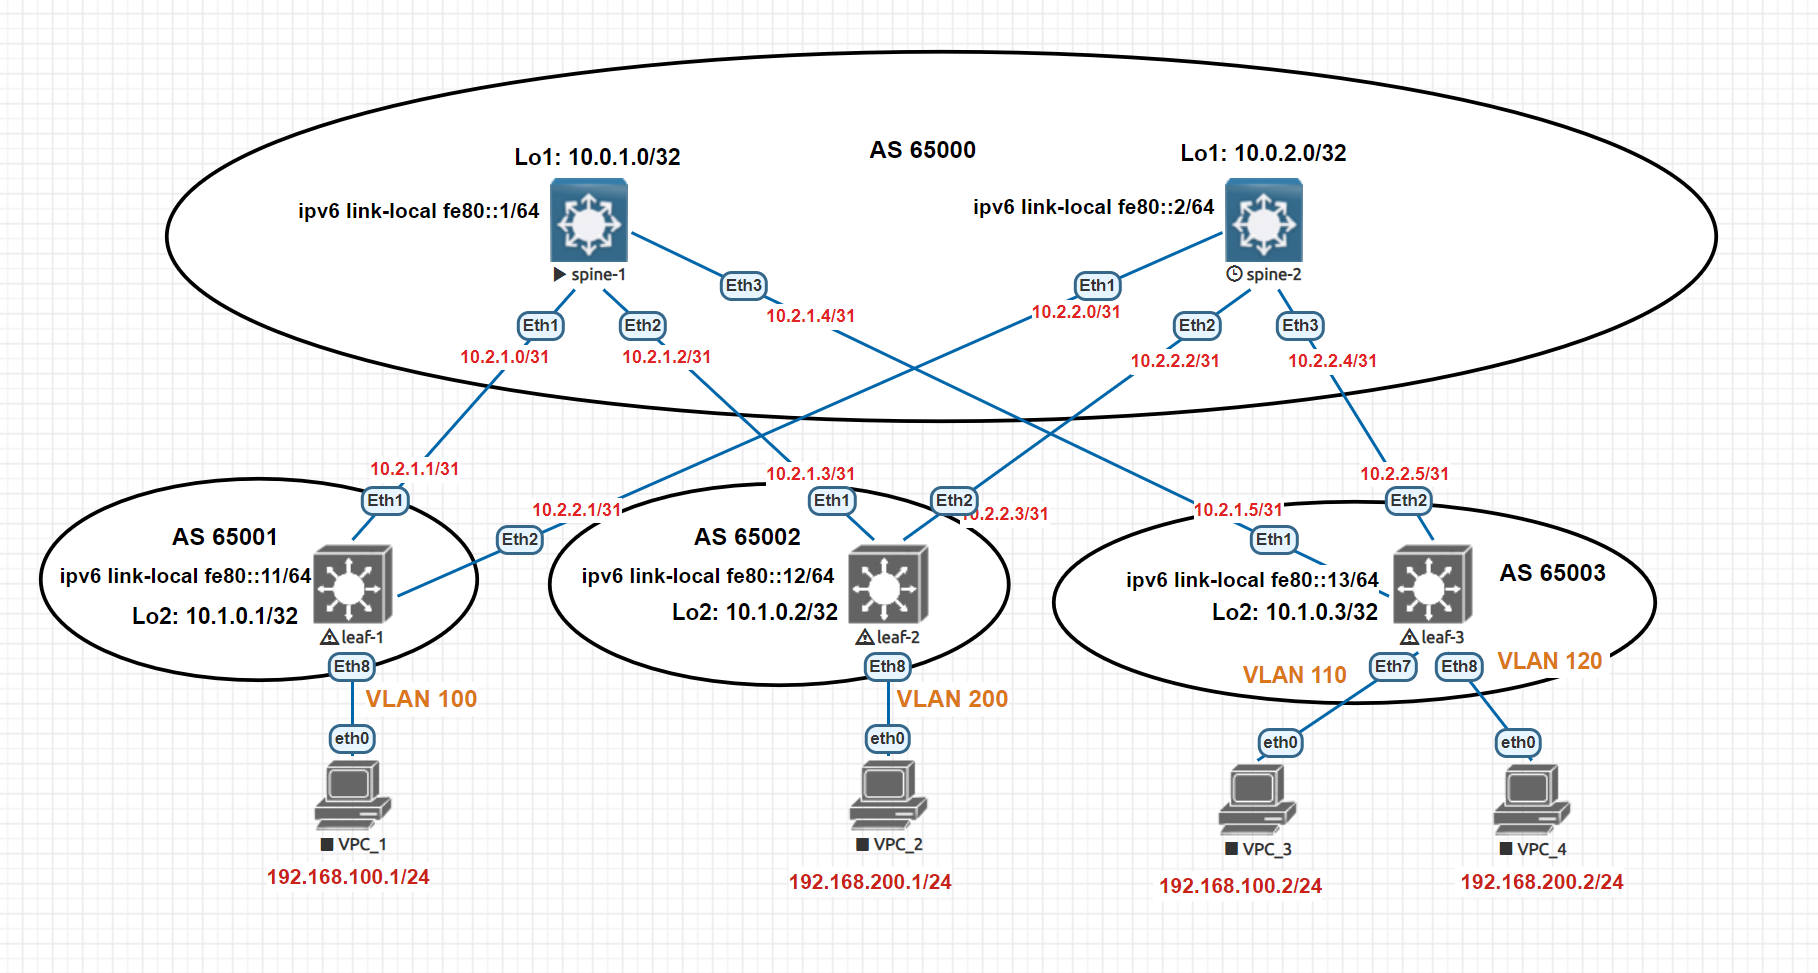 AS 65000
Lo1: 10.0.1.0/32
Lo1: 10.0.2.0/32
ipv6 link-local fe80::1/64
ipv6 link-local fe80::2/64
spine-1
spine-2
Eth3
Eth1
10.2.1.4/31
10.2.2.0/31
Eth1
Eth2
Eth2
Eth3
10.2.1.0/31
10.2.1.2/31
10.2.2.2/31
10.2.2.4/31
10.2.1.1/31
10.2.1.3/31
10.2.2.5/31
Eth1
10.2.2.1/31
Eth1
Eth2
10.2.2.3/31
10.2.1.5/31
Eth2
AS 65001
Eth2
AS 65002
Eth1
ipv6 link-local fe80::11/64
ipv6 link-local fe80::12/64
ipv6 link-local fe80::13/64
AS 65003
Lo2: 10.1.0.1/32
Lo2: 10.1.0.2/32
Lo2: 10.1.0.3/32
leaf-1
leaf-2
leaf-3
Eth8
Eth8
VLAN 110
Eth7
Eth8
VLAN 120
VLAN 100
VLAN 200
eth0
eth0
eth0
eth0
VPC_1
VPC_2
VPC_3
VPC_4
192.168.100.1/24
192.168.200.1/24
192.168.100.2/24
192.168.200.2/24